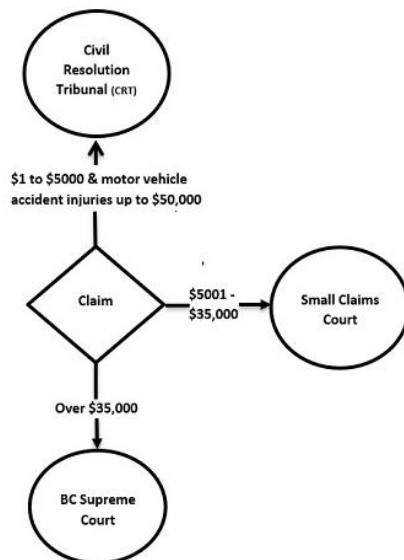 Civil
Resolution
Tribunal (CRT)
$1 to $5000 & motor vehicle
accident injuries up to $50,000
Claim
$5001 -
$35,000
Small Claims
Court
Over $35,000
BC Supreme
Court